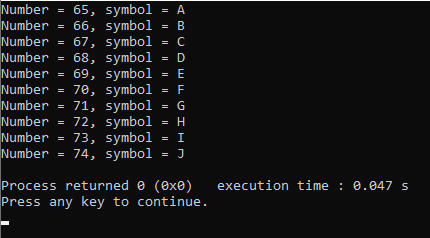 Number = 65, symbol = A
Number = 66, symbol = B
Number = 67, symbol = C
Number = 68, symbol = D
Number = 69, symbol = E
Number = 70, symbol = F
Number = 71, symbol = G
Number = 72, symbol = H
Number = 73, symbol = I
Number = 74, symbol = J
Process returned 0 (0x0)   execution time : 0.047 s
Press any key to continue.